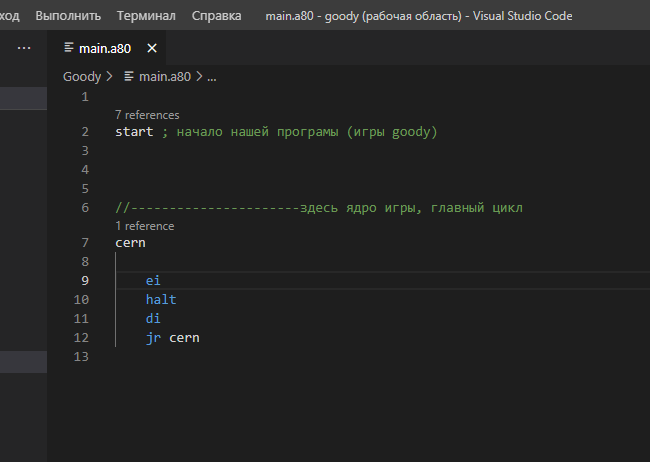 ход Выполнить Терминал Справка main.a80 - goody (рабочая область) - Visual Studio Code
... main.a80 ×
Goody > main.a80 > ...
1
7 references
2 start ; начало нашей програмы (игры goody)
3
4
5
6 //----------------------здесь ядро игры, главный цикл
1 reference
7 cern
8
9 ei
10 halt
11 di
12 jr cern
13